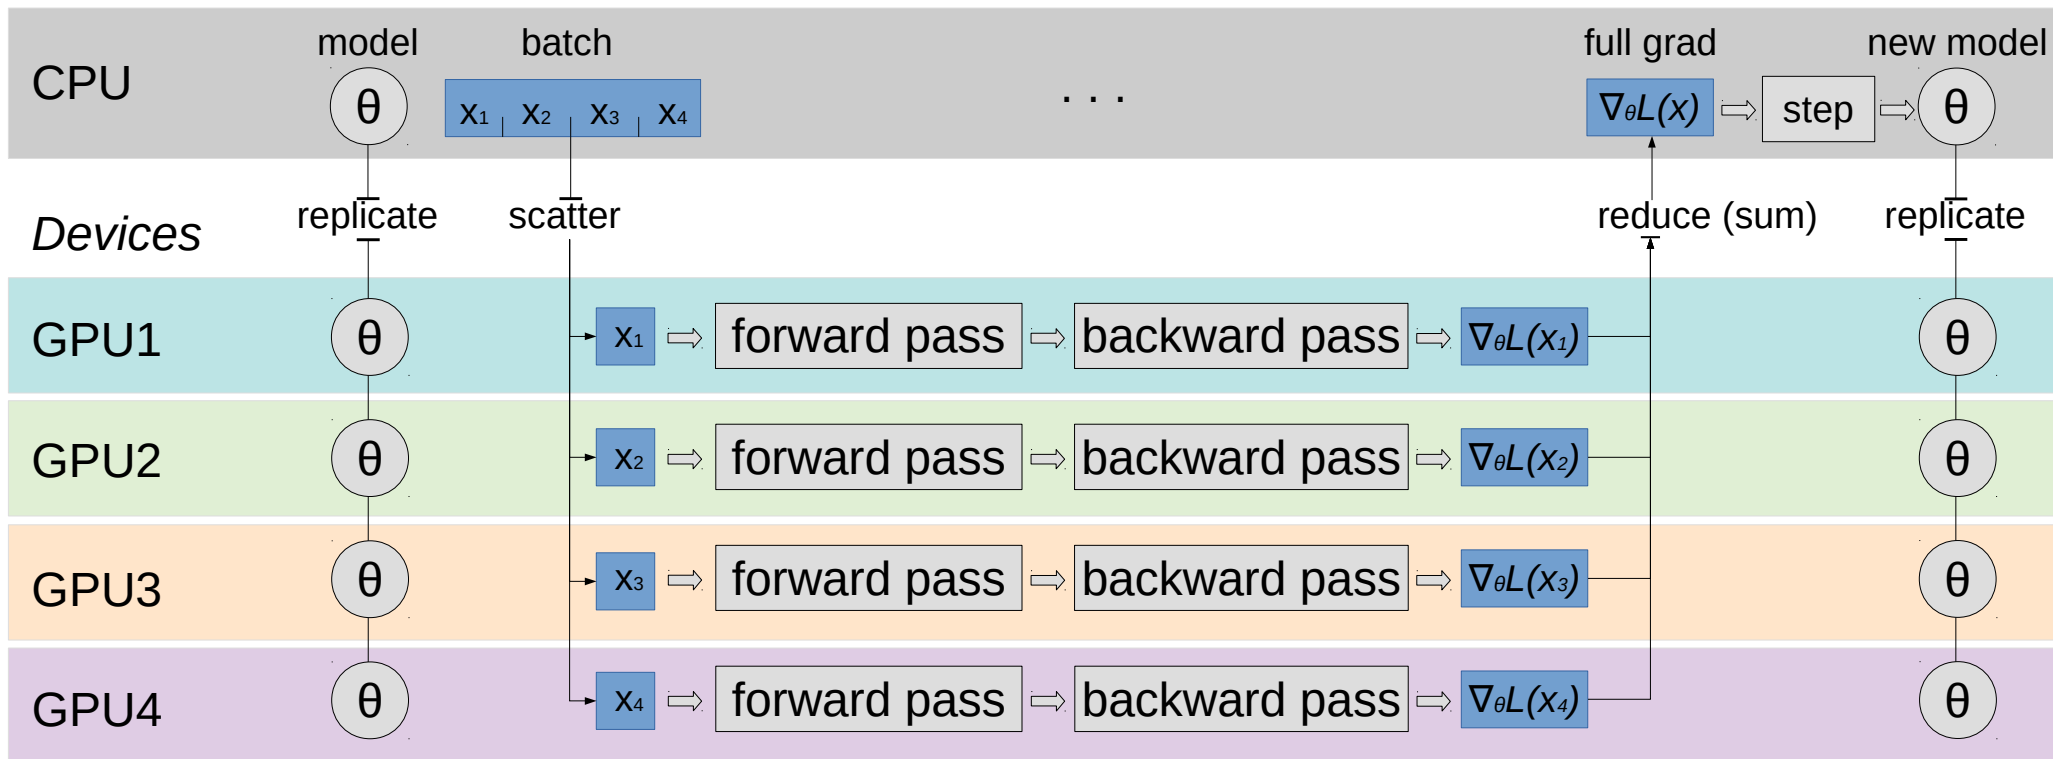 model batch full grad new model
CPU θ x1 x2 x3 x4 . . . ∇θL(x) step θ
Devices replicate scatter reduce (sum) replicate
GPU1 θ x1 forward pass backward pass ∇θL(x1) θ
GPU2 θ x2 forward pass backward pass ∇θL(x2) θ
GPU3 θ x3 forward pass backward pass ∇θL(x3) θ
GPU4 θ x4 forward pass backward pass ∇θL(x4) θ